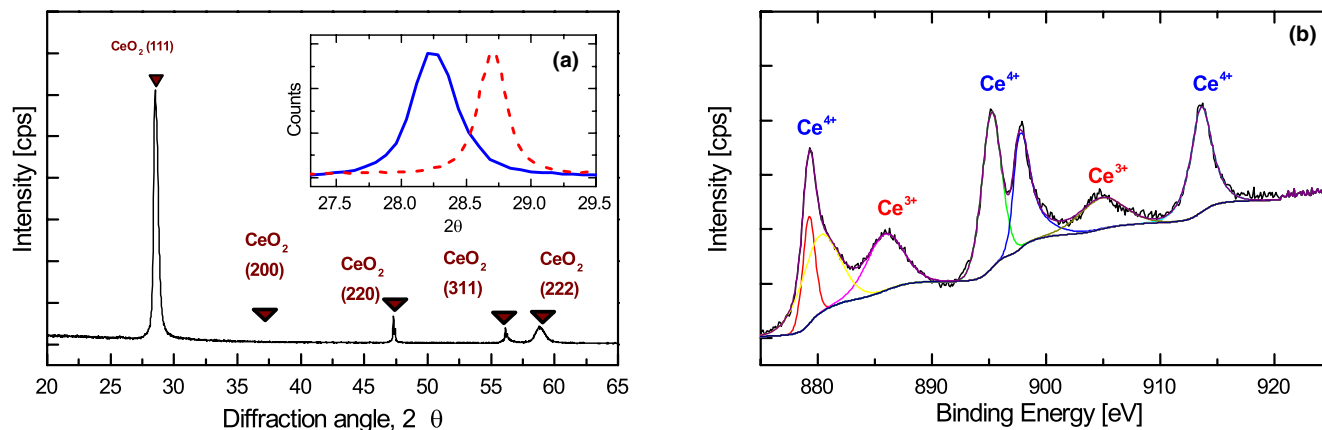 CeO2 (111)
(a)
Counts
27.5 28.0 28.5 29.0 29.5
2θ
CeO2
(200)
CeO2
(220)
CeO2
(311)
CeO2
(222)
Intensity [cps]
20 25 30 35 40 45 50 55 60 65
Diffraction angle, 2 θ
(b)
Ce4+
Ce3+
Ce4+
Ce3+
Ce4+
Intensity [cps]
880 890 900 910 920
Binding Energy [eV]